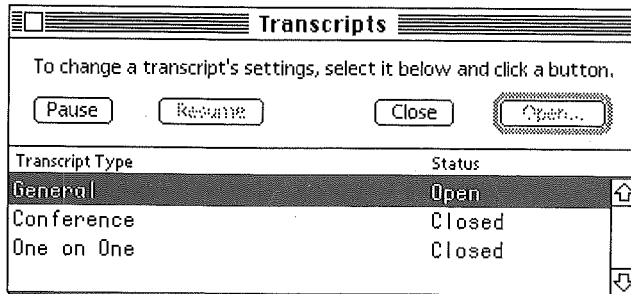 Transcripts
To change a transcript's settings, select it below and click a button.
Pause Resume Close Open...
Transcript Type Status
General Open
Conference Closed
One on One Closed